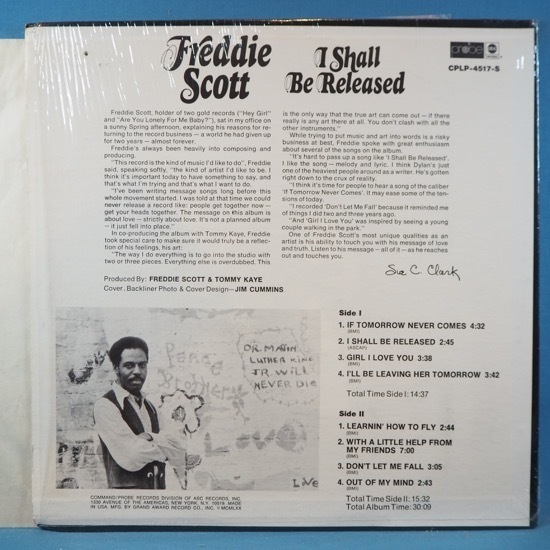 Freddie
Scott
I Shall
Be Released
probe
abc
CPLP-4517-S
Freddie Scott, holder of two gold records ("Hey Girl"
and "Are You Lonely For Me Baby?"), sat in my office on
a sunny Spring afternoon, explaining his reasons for re-
turning to the record business — a world he had given up
for two years — almost forever.
Freddie's always been heavily into composing and
producing.
"This record is the kind of music I'd like to do", Freddie
said, speaking softly, "the kind of artist I'd like to be. I
think it's important today to have something to say, and
that's what I'm trying and that's what I want to do.
"I've been writing message songs long before this
whole movement started. I was told at that time we could
never release a record like: people get together now —
get your heads together. The message on this album is
about love — strictly about love. It's not a planned album
— it just fell into place."
In co-producing the album with Tommy Kaye, Freddie
took special care to make sure it would truly be a reflec-
tion of his feelings, his art:
"The way I do everything is to go into the studio with
two or three pieces. Everything else is overdubbed. This
is the only way that the true art can come out — if there
really is any art there at all. You don't clash with all the
other instruments."
While trying to put music and art into words is a risky
business at best, Freddie spoke with great enthusiasm
about several of the songs on the album.
"It's hard to pass up a song like 'I Shall Be Released'.
I like the song — melody and lyric. I think Dylan's just
one of the heaviest people around as a writer. He's gotten
right down to the crux of reality.
"I think it's time for people to hear a song of the caliber
of 'If Tomorrow Never Comes'. It may ease some of the ten-
sions of today.
"I recorded 'Don't Let Me Fall' because it reminded me
of things I did two and three years ago.
"And 'Girl I Love You' was inspired by seeing a young
couple walking in the park."
One of Freddie Scott's most unique qualities as an
artist is his ability to touch you with his message of love
and truth. Listen to his message — all of it — as he reaches
out and touches you.
Sue C. Clark
Produced By: FREDDIE SCOTT & TOMMY KAYE
Cover, Backliner Photo & Cover Design—JIM CUMMINS
Peace
Brother
DR. MARTIN
LUTHER KING
JR. WILL
NEVER DIE
Love
Live
Side I
1. IF TOMORROW NEVER COMES 4:32
(BMI)
2. I SHALL BE RELEASED 2:45
(ASCAP)
3. GIRL I LOVE YOU 3:38
(BMI)
4. I'LL BE LEAVING HER TOMORROW 3:42
(BMI)
Total Time Side I: 14:37
Side II
1. LEARNIN' HOW TO FLY 2:44
(BMI)
2. WITH A LITTLE HELP FROM
MY FRIENDS 7:00
(BMI)
3. DON'T LET ME FALL 3:05
(BMI)
4. OUT OF MY MIND 2:43
(BMI)
Total Time Side II: 15:32
Total Album Time: 30:09
COMMAND/PROBE RECORDS DIVISION OF ABC RECORDS, INC.
1330 AVENUE OF THE AMERICAS, NEW YORK, N.Y. 10019. MADE
IN USA. MFG. BY GRAND AWARD RECORD CO., INC. © MCMLXX